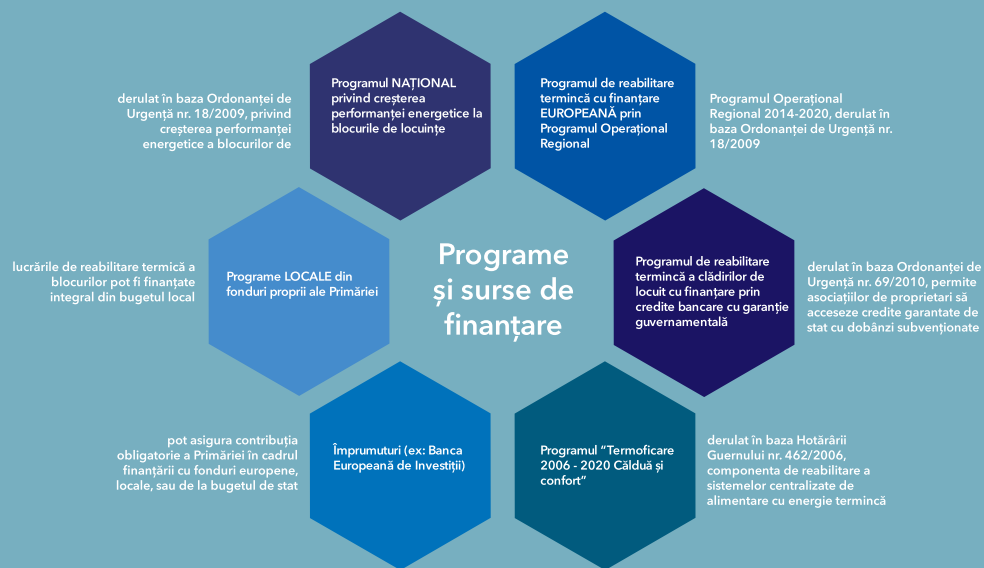 Programul NAȚIONAL
privind creșterea
performanței energetice la
blocurile de locuințe
derulat în baza Ordonanței de
Urgență nr. 18/2009, privind
creșterea performanței
energetice a blocurilor de
Programul de reabilitare
termincă cu finanțare
EUROPEANĂ prin
Programul Operațional
Regional
Programul Operațional
Regional 2014-2020, derulat în
baza Ordonanței de Urgență nr.
18/2009
lucrările de reabilitare termică a
blocurilor pot fi finanțate
integral din bugetul local
Programe LOCALE din
fonduri proprii ale Primăriei
Programe
și surse de
finanțare
Programul de reabilitare
termincă a clădirilor de
locuit cu finanțare prin
credite bancare cu garanție
guvernamentală
derulat în baza Ordonanței de
Urgență nr. 69/2010, permite
asociațiilor de proprietari să
acceseze credite garantate de
stat cu dobânzi subvenționate
pot asigura contribuția
obligatorie a Primăriei în cadrul
finanțării cu fonduri europene,
locale, sau de la bugetul de stat
Împrumuturi (ex: Banca
Europeană de Investiții)
Programul “Termoficare
2006 - 2020 Călduă și
confort”
derulat în baza Hotărârii
Guernului nr. 462/2006,
componenta de reabilitare a
sistemelor centralizate de
alimentare cu energie termincă